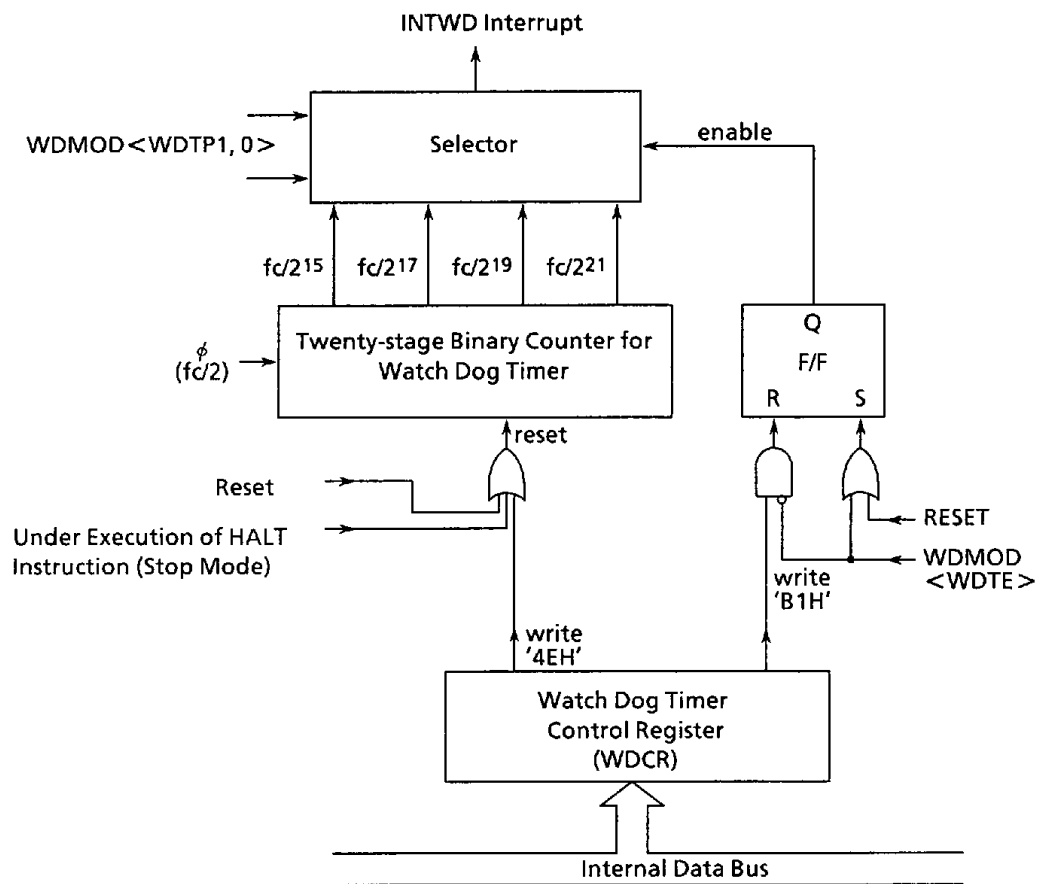 INTWD Interrupt
Selector
enable
WDMOD<WDTP1, 0>
fc/2¹⁵ fc/2¹⁷ fc/2¹⁹ fc/2²¹
Twenty-stage Binary Counter for
Watch Dog Timer
ϕ
(fc/2)
Q
F/F
R S
reset
Reset
Under Execution of HALT
Instruction (Stop Mode)
RESET
WDMOD
<WDTE>
write
'B1H'
write
'4EH'
Watch Dog Timer
Control Register
(WDCR)
Internal Data Bus